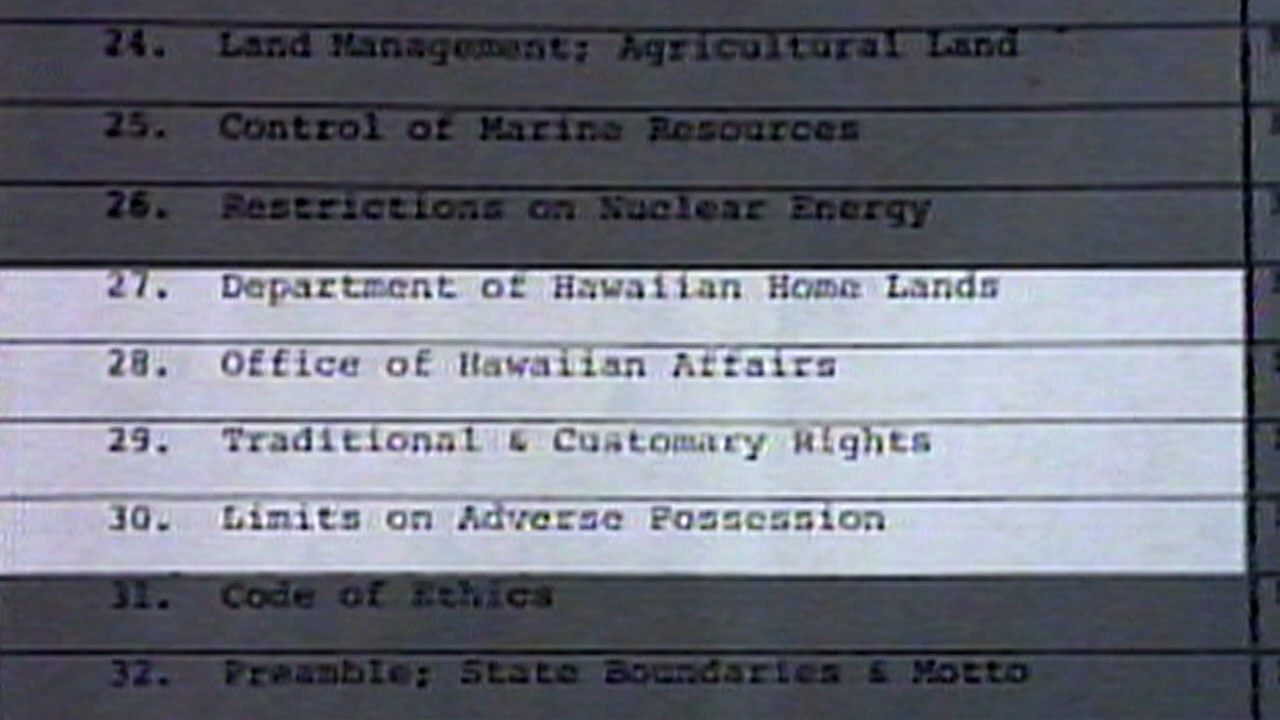 24. Land Management; Agricultural Land
25. Control of Marine Resources
26. Restrictions on Nuclear Energy
27. Department of Hawaiian Home Lands
28. Office of Hawaiian Affairs
29. Traditional & Customary Rights
30. Limits on Adverse Possession
31. Code of Ethics
32. Preamble; State Boundaries & Motto